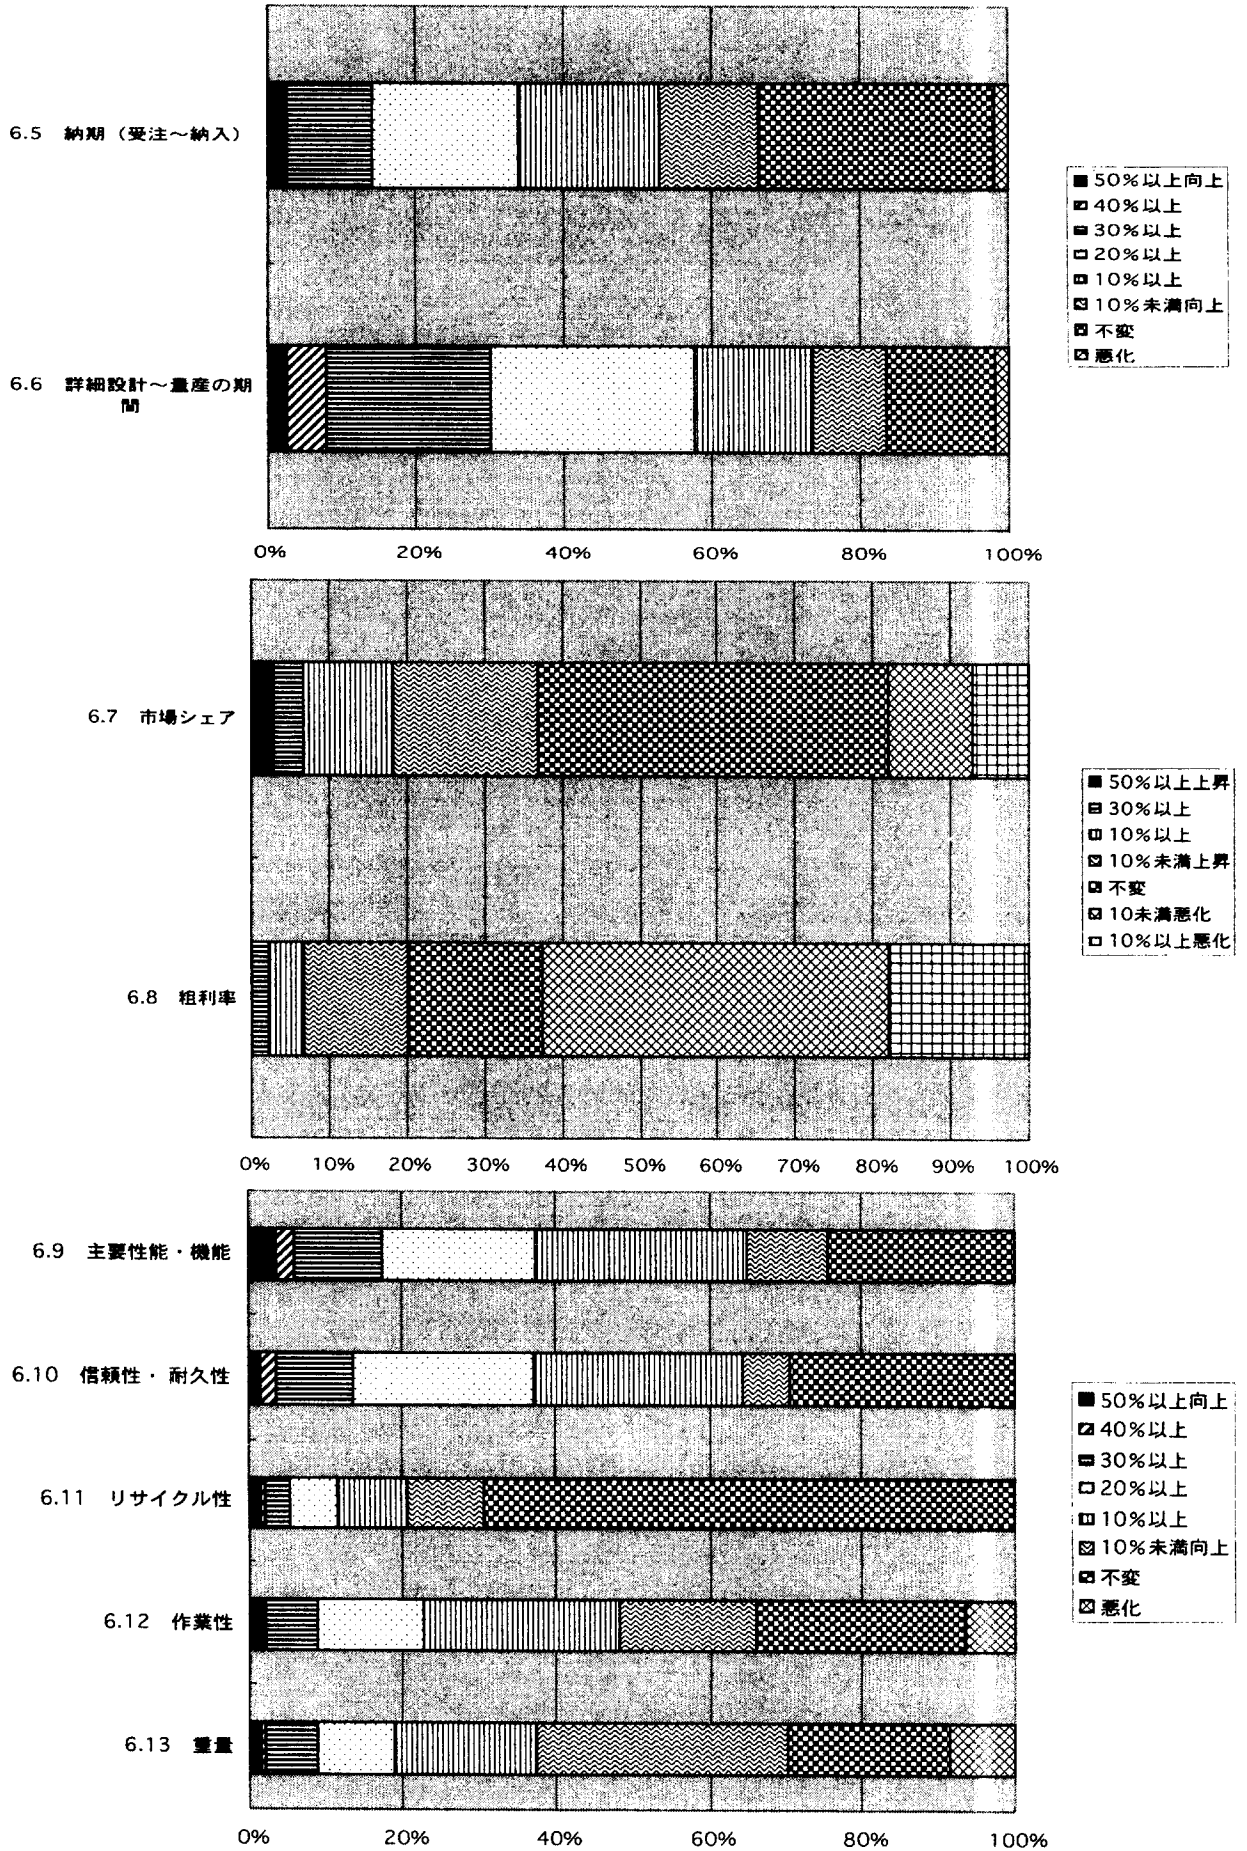 6.5 納期（受注～納入）
50%以上向上
40%以上
30%以上
20%以上
10%以上
10%未満向上
不変
悪化
6.6 詳細設計～量産の期
間
0% 20% 40% 60% 80% 100%
6.7 市場シェア
50%以上上昇
30%以上
10%以上
10%未満上昇
不変
10未満悪化
10%以上悪化
6.8 粗利率
0% 10% 20% 30% 40% 50% 60% 70% 80% 90% 100%
6.9 主要性能・機能
6.10 信頼性・耐久性
6.11 リサイクル性
6.12 作業性
6.13 重量
50%以上向上
40%以上
30%以上
20%以上
10%以上
10%未満向上
不変
悪化
0% 20% 40% 60% 80% 100%